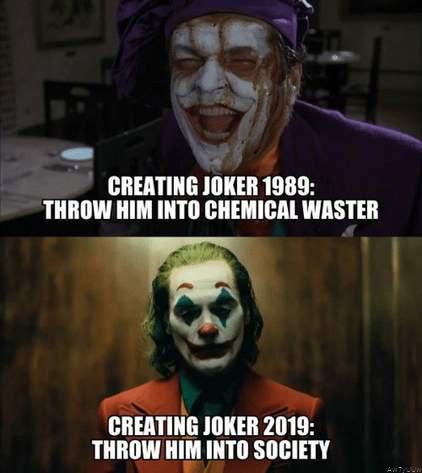 CREATING JOKER 1989:
THROW HIM INTO CHEMICAL WASTER
CREATING JOKER 2019:
THROW HIM INTO SOCIETY